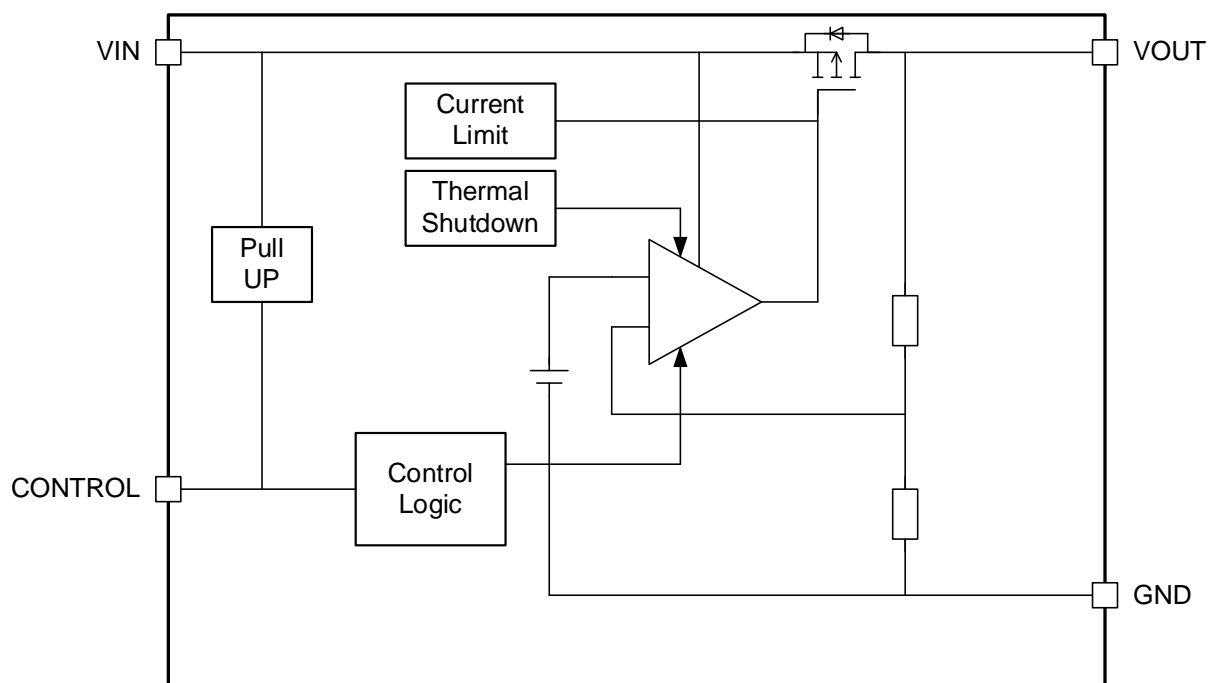 VIN
VOUT
Current
Limit
Thermal
Shutdown
Pull
UP
CONTROL
Control
Logic
GND